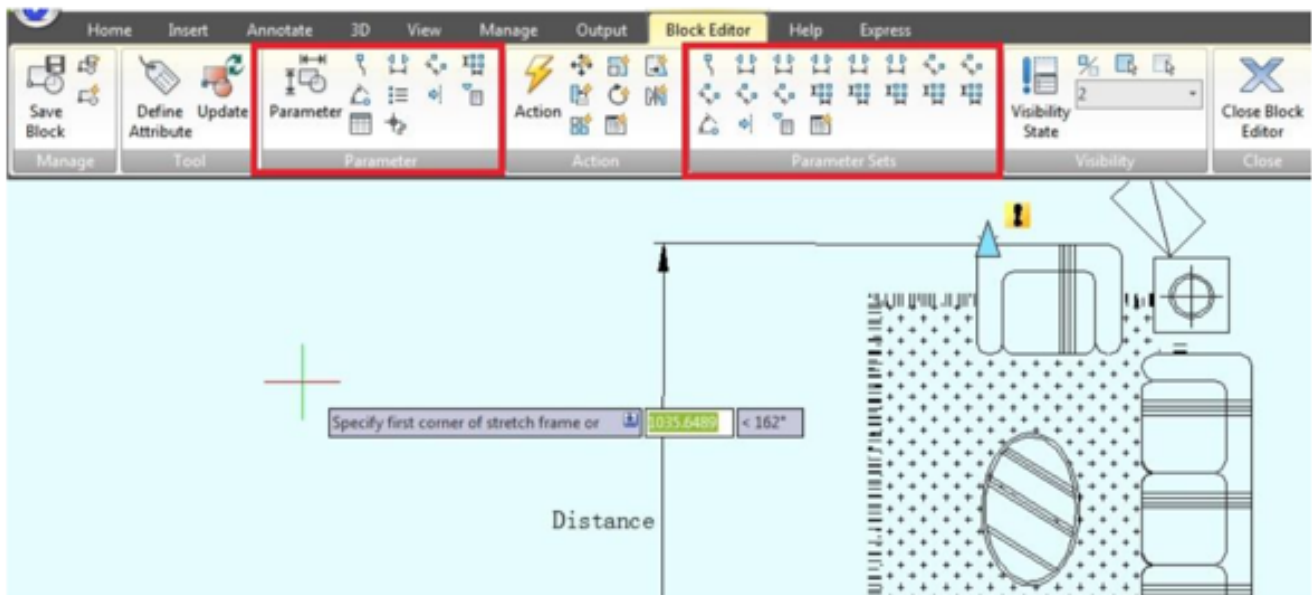 Home Insert Annotate 3D View Manage Output Block Editor Help Express
Save Block
Define Attribute
Update
Parameter
Action
2
Visibility State
Close Block Editor
Manage Tool Parameter Action Parameter Sets Visibility Close
Specify first corner of stretch frame or 1035.6489 < 162°
Distance